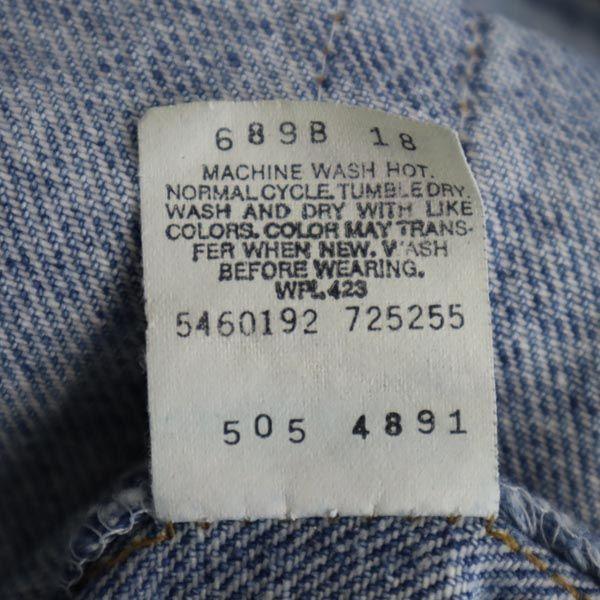 689B 18
MACHINE WASH HOT.
NORMAL CYCLE. TUMBLE DRY.
WASH AND DRY WITH LIKE
COLORS. COLOR MAY TRANS-
FER WHEN NEW. WASH
BEFORE WEARING.
WPL 423
5460192 725255
505 4891